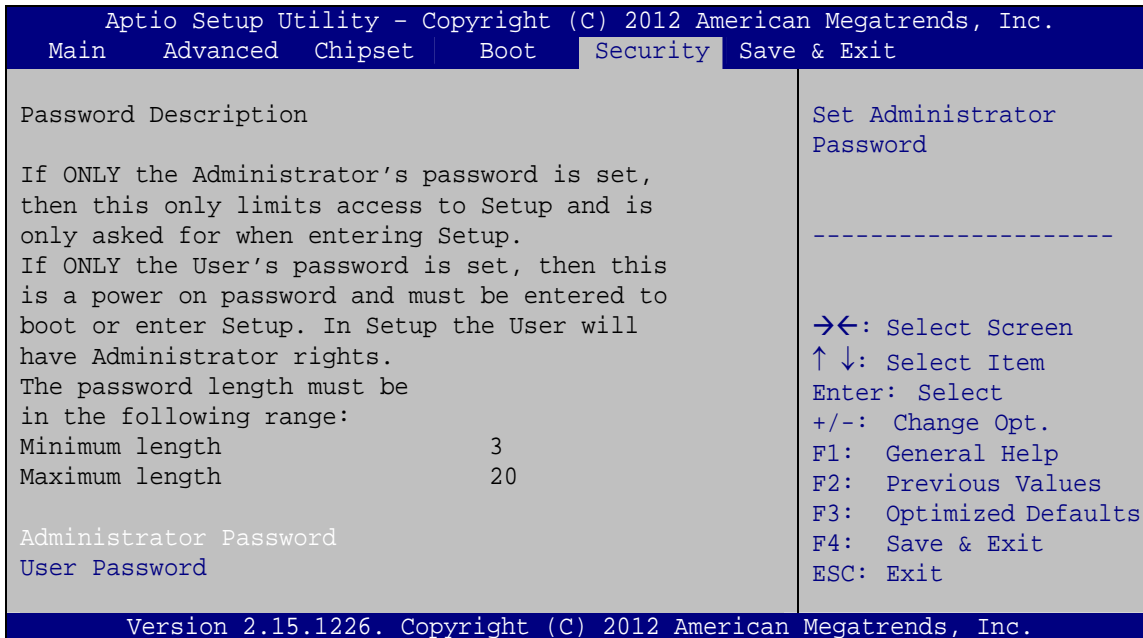 Aptio Setup Utility – Copyright (C) 2012 American Megatrends, Inc.
Main Advanced Chipset Boot Security Save & Exit
Password Description
If ONLY the Administrator's password is set,
then this only limits access to Setup and is
only asked for when entering Setup.
If ONLY the User's password is set, then this
is a power on password and must be entered to
boot or enter Setup. In Setup the User will
have Administrator rights.
The password length must be
in the following range:
Minimum length 3
Maximum length 20
Administrator Password
User Password
Set Administrator
Password
---------------------
→←: Select Screen
↑ ↓: Select Item
Enter: Select
+/-: Change Opt.
F1: General Help
F2: Previous Values
F3: Optimized Defaults
F4: Save & Exit
ESC: Exit
Version 2.15.1226. Copyright (C) 2012 American Megatrends, Inc.